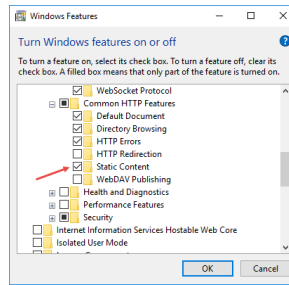 Windows Features
Turn Windows features on or off
To turn a feature on, select its check box. To turn a feature off, clear its
check box. A filled box means that only part of the feature is turned on.
WebSocket Protocol
Common HTTP Features
Default Document
Directory Browsing
HTTP Errors
HTTP Redirection
Static Content
WebDAV Publishing
Health and Diagnostics
Performance Features
Security
Internet Information Services Hostable Web Core
Isolated User Mode
OK Cancel